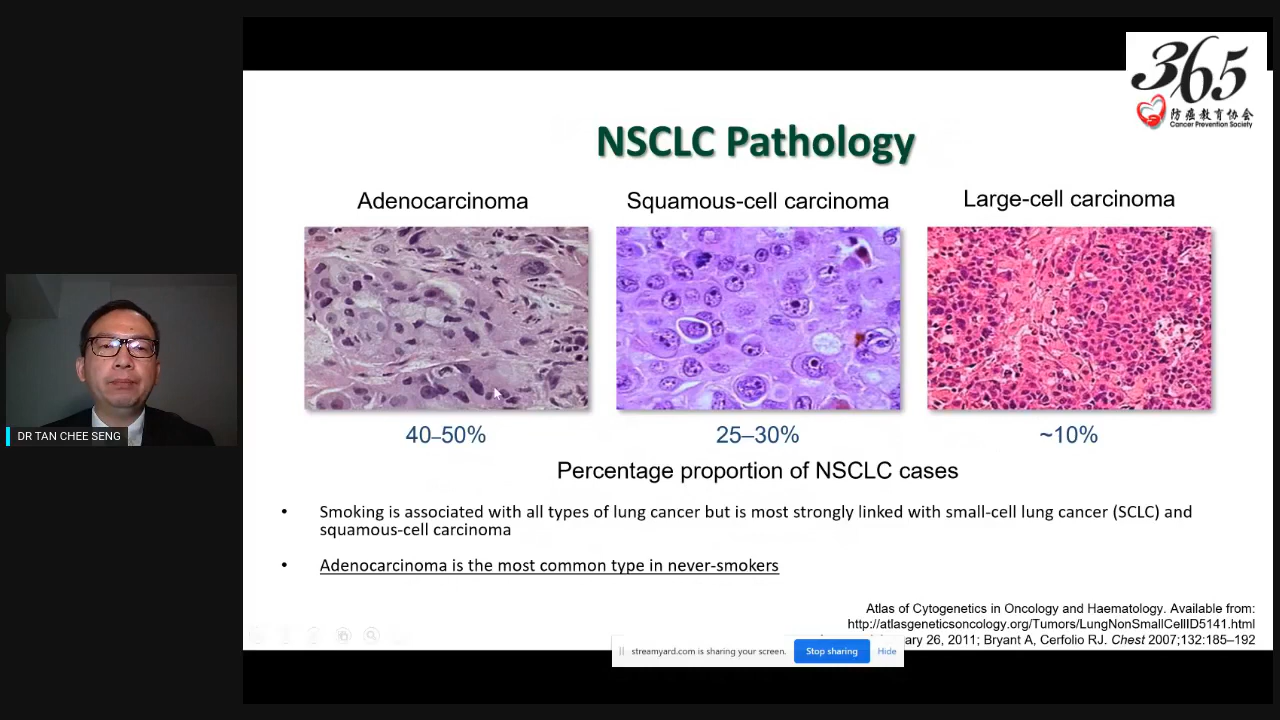 365
防癌教育协会
Cancer Prevention Society
NSCLC Pathology
Adenocarcinoma
Squamous-cell carcinoma
Large-cell carcinoma
40–50%
25–30%
~10%
Percentage proportion of NSCLC cases
• Smoking is associated with all types of lung cancer but is most strongly linked with small-cell lung cancer (SCLC) and
squamous-cell carcinoma
• Adenocarcinoma is the most common type in never-smokers
Atlas of Cytogenetics in Oncology and Haematology. Available from:
http://atlasgeneticsoncology.org/Tumors/LungNonSmallCellID5141.html
26, 2011; Bryant A, Cerfolio RJ. Chest 2007;132:185–192
DR TAN CHEE SENG
streamyard.com is sharing your screen.
Stop sharing
Hide